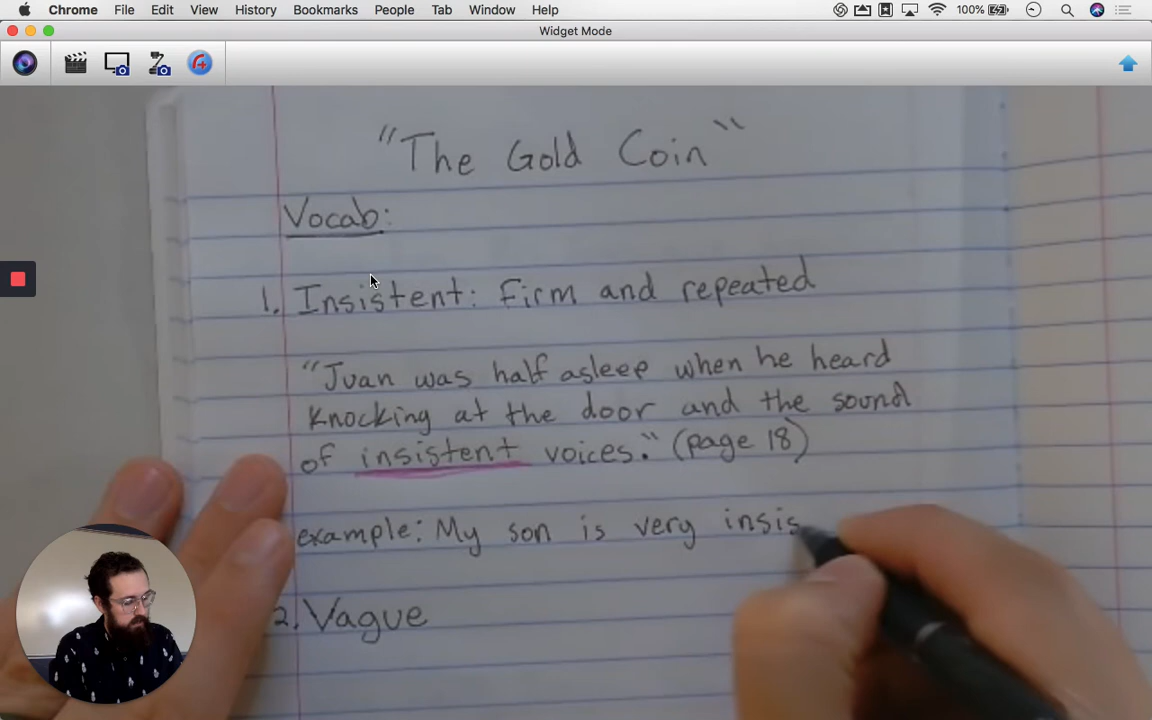 Chrome File Edit View History Bookmarks People Tab Window Help 100%
Widget Mode
"The Gold Coin"
Vocab:
1. Insistent: Firm and repeated
"Juan was half asleep when he heard
knocking at the door and the sound
of insistent voices." (page 18)
example: My son is very insis
2. Vague